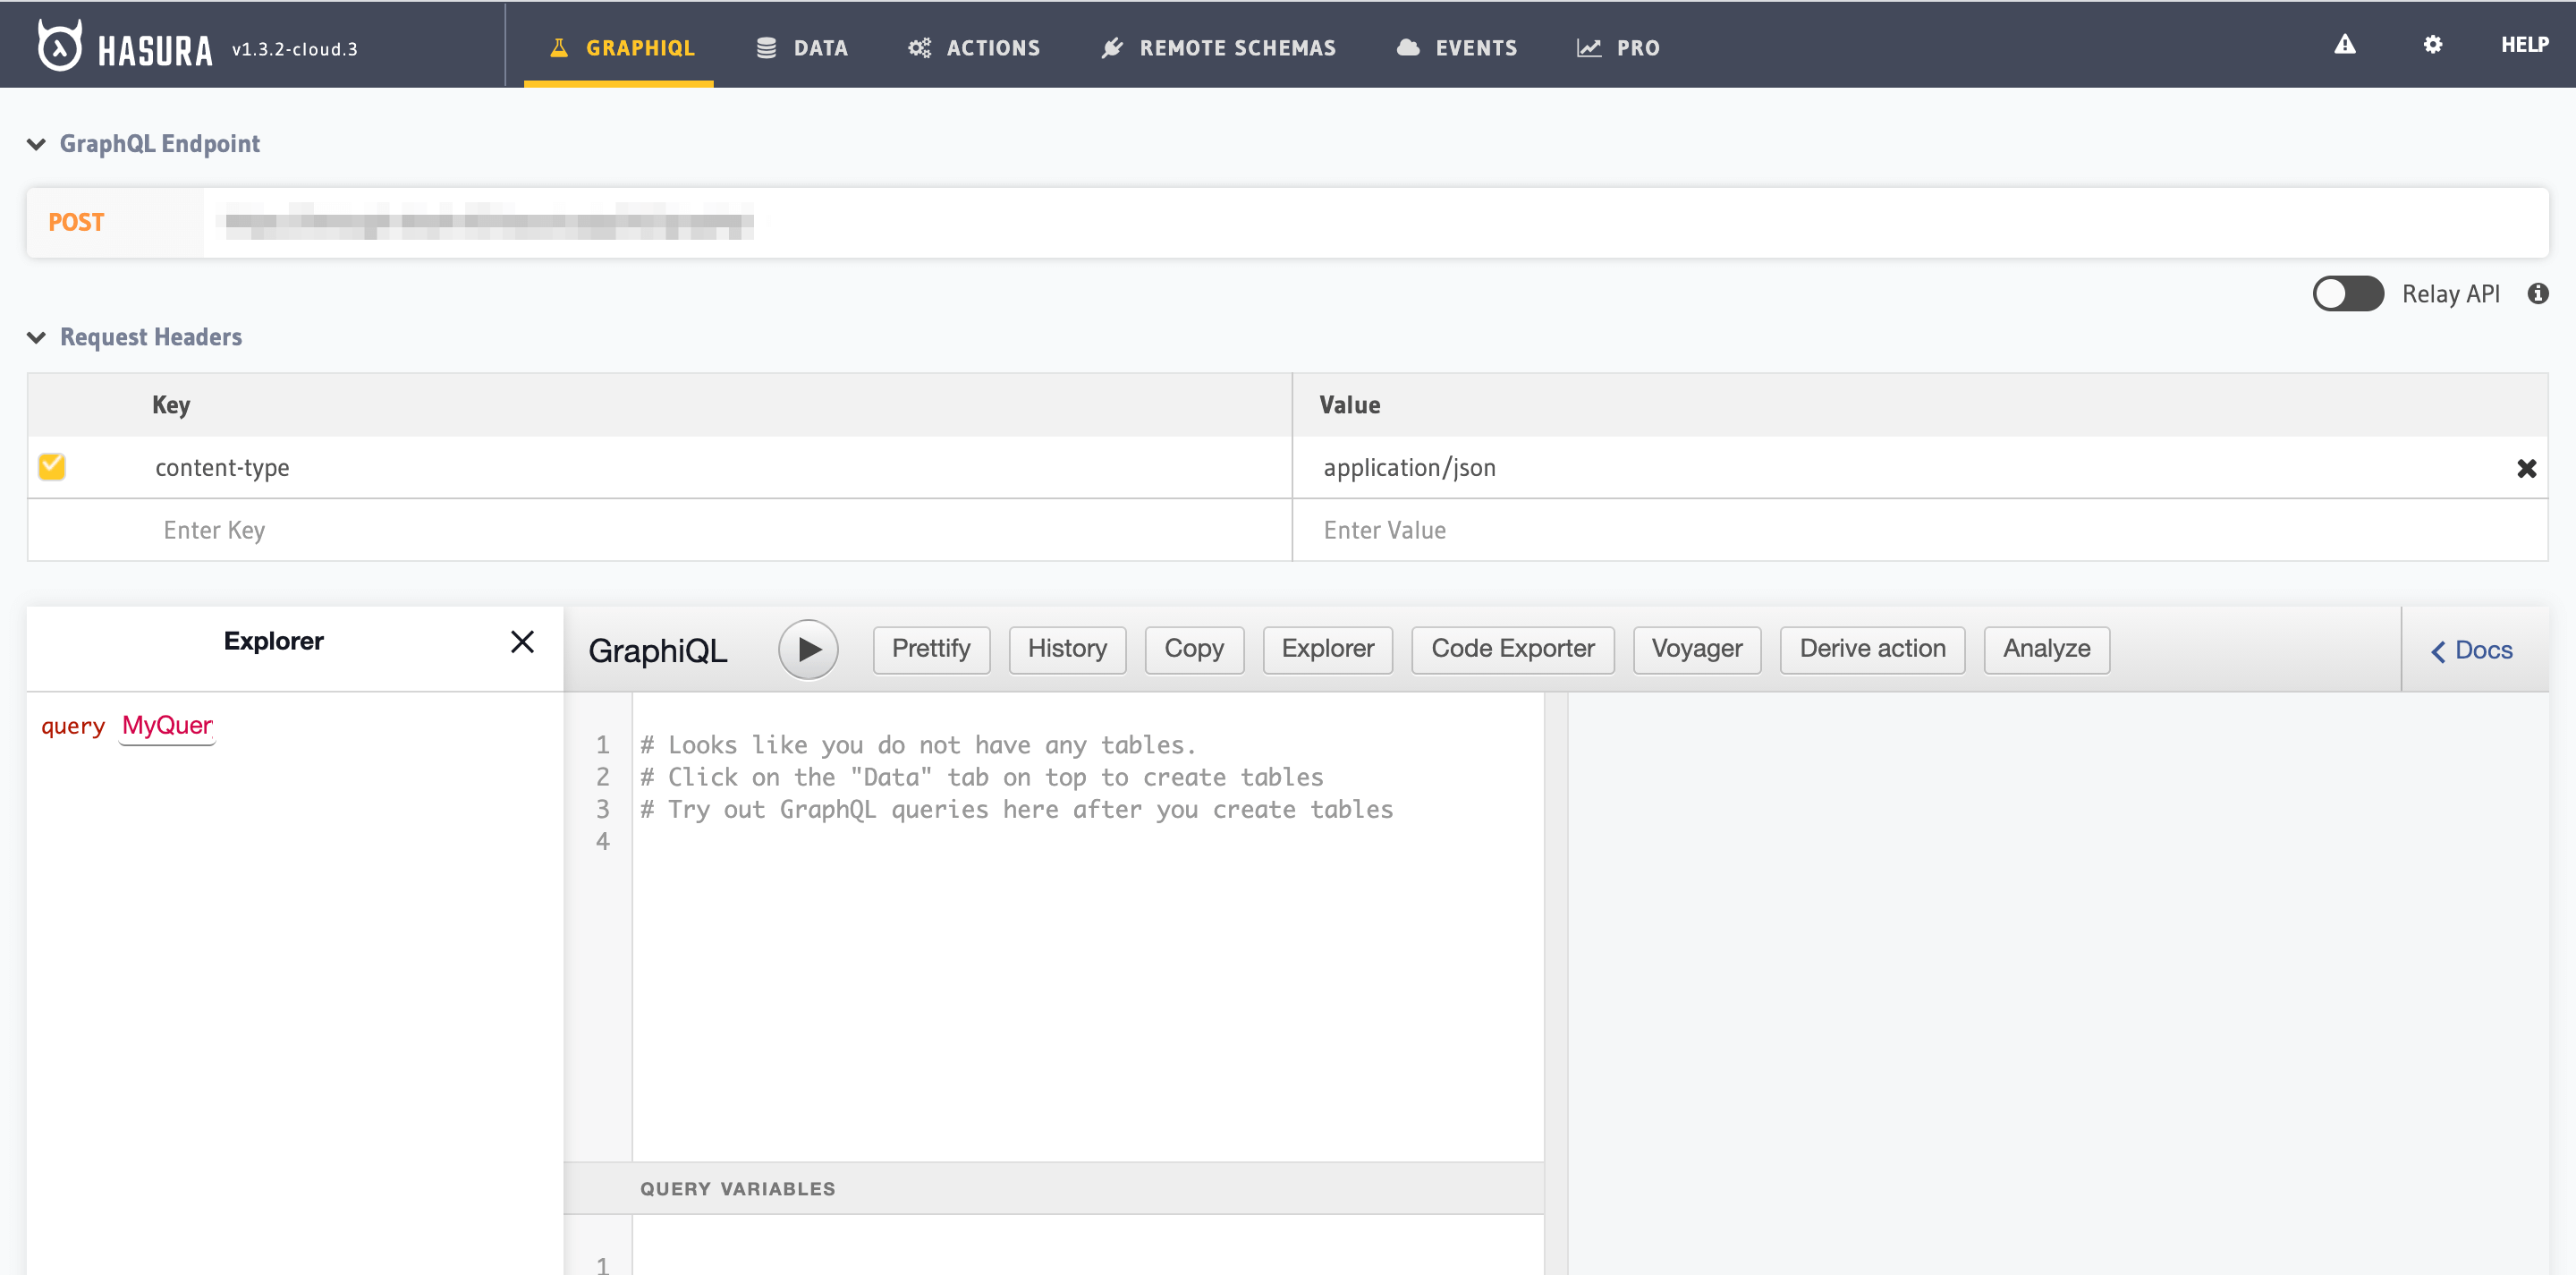 HASURA v1.3.2-cloud.3 GRAPHIQL DATA ACTIONS REMOTE SCHEMAS EVENTS PRO HELP
GraphQL Endpoint
POST
Relay API
Request Headers
Key Value
content-type application/json
Enter Key Enter Value
Explorer GraphiQL Prettify History Copy Explorer Code Exporter Voyager Derive action Analyze Docs
query MyQuer
1 # Looks like you do not have any tables.
2 # Click on the "Data" tab on top to create tables
3 # Try out GraphQL queries here after you create tables
4
QUERY VARIABLES
1